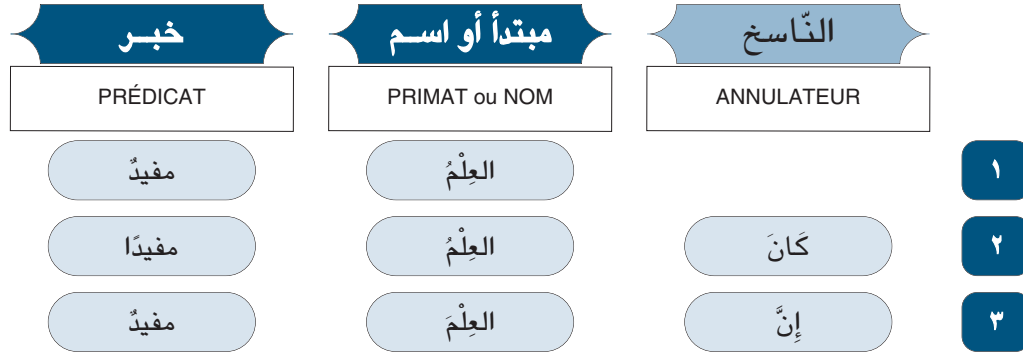 النّاسخ مبتدأ أو اسم خبر
ANNULATEUR PRIMAT ou NOM PRÉDICAT
١ العِلْمُ مفيدٌ
٢ كَانَ العِلْمُ مفيدًا
٣ إِنَّ العِلْمَ مفيدٌ